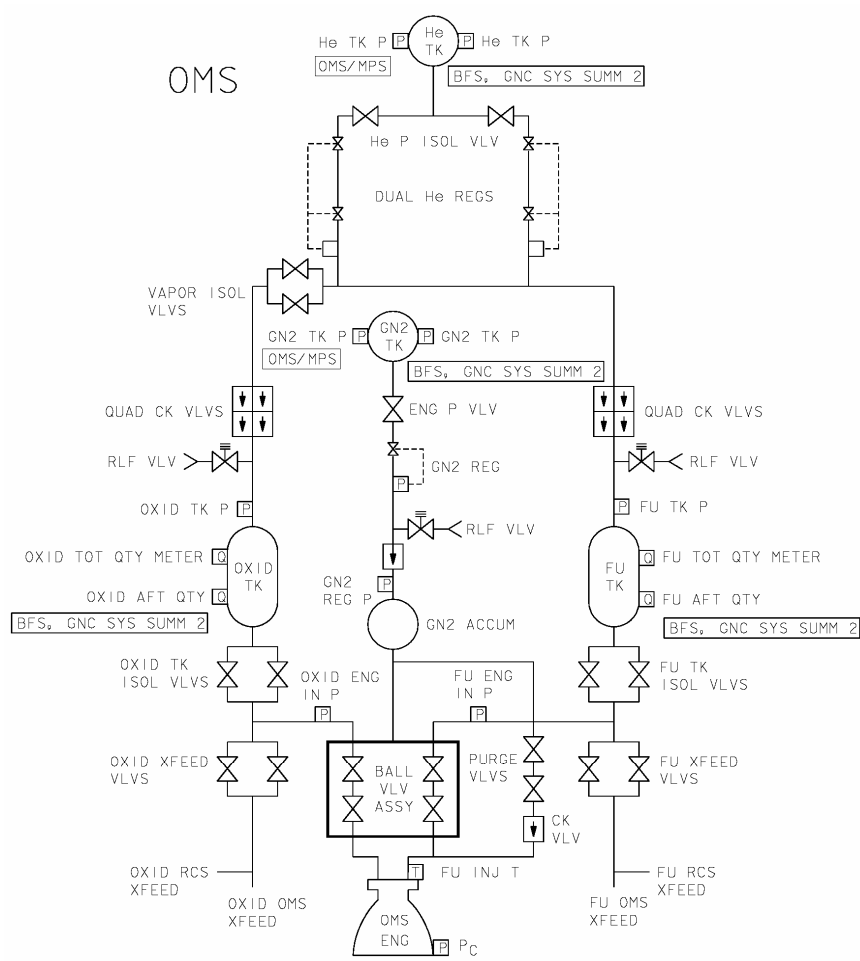 OMS
He TK P
P
He
TK
P
He TK P
OMS/MPS
BFS, GNC SYS SUMM 2
He P ISOL VLV
DUAL He REGS
VAPOR ISOL
VLVS
GN2 TK P
P
GN2
TK
P
GN2 TK P
OMS/MPS
BFS, GNC SYS SUMM 2
QUAD CK VLVS
ENG P VLV
QUAD CK VLVS
RLF VLV
GN2 REG
P
RLF VLV
OXID TK P
P
RLF VLV
P
FU TK P
OXID TOT QTY METER
Q
OXID
TK
OXID AFT QTY
Q
BFS, GNC SYS SUMM 2
GN2
REG P
P
GN2 ACCUM
FU
TK
Q
FU TOT QTY METER
Q
FU AFT QTY
BFS, GNC SYS SUMM 2
OXID TK
ISOL VLVS
OXID ENG
IN P
P
FU ENG
IN P
P
FU TK
ISOL VLVS
OXID XFEED
VLVS
BALL
VLV
ASSY
PURGE
VLVS
FU XFEED
VLVS
CK
VLV
OXID RCS
XFEED
OXID OMS
XFEED
T
FU INJ T
FU RCS
XFEED
FU OMS
XFEED
OMS
ENG
P
PC